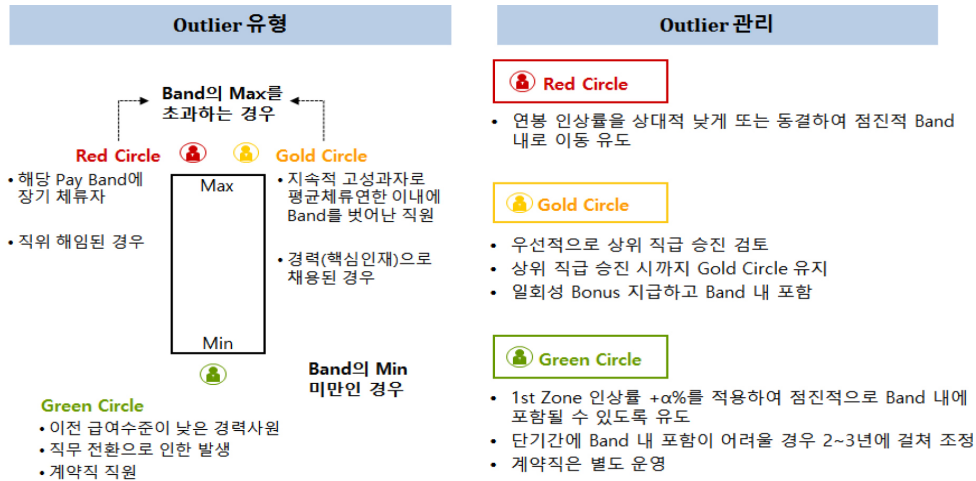 Outlier 유형
Band의 Max를
초과하는 경우
Red Circle
• 해당 Pay Band에
장기 체류자
• 직위 해임된 경우
Gold Circle
• 지속적 고성과자로
평균체류연한 이내에
Band를 벗어난 직원
• 경력(핵심인재)으로
채용된 경우
Max
Min
Band의 Min
미만인 경우
Green Circle
• 이전 급여수준이 낮은 경력사원
• 직무 전환으로 인한 발생
• 계약직 직원
Outlier 관리
Red Circle
• 연봉 인상률을 상대적 낮게 또는 동결하여 점진적 Band
내로 이동 유도
Gold Circle
• 우선적으로 상위 직급 승진 검토
• 상위 직급 승진 시까지 Gold Circle 유지
• 일회성 Bonus 지급하고 Band 내 포함
Green Circle
• 1st Zone 인상률 +α%를 적용하여 점진적으로 Band 내에
포함될 수 있도록 유도
• 단기간에 Band 내 포함이 어려울 경우 2~3년에 걸쳐 조정
• 계약직은 별도 운영